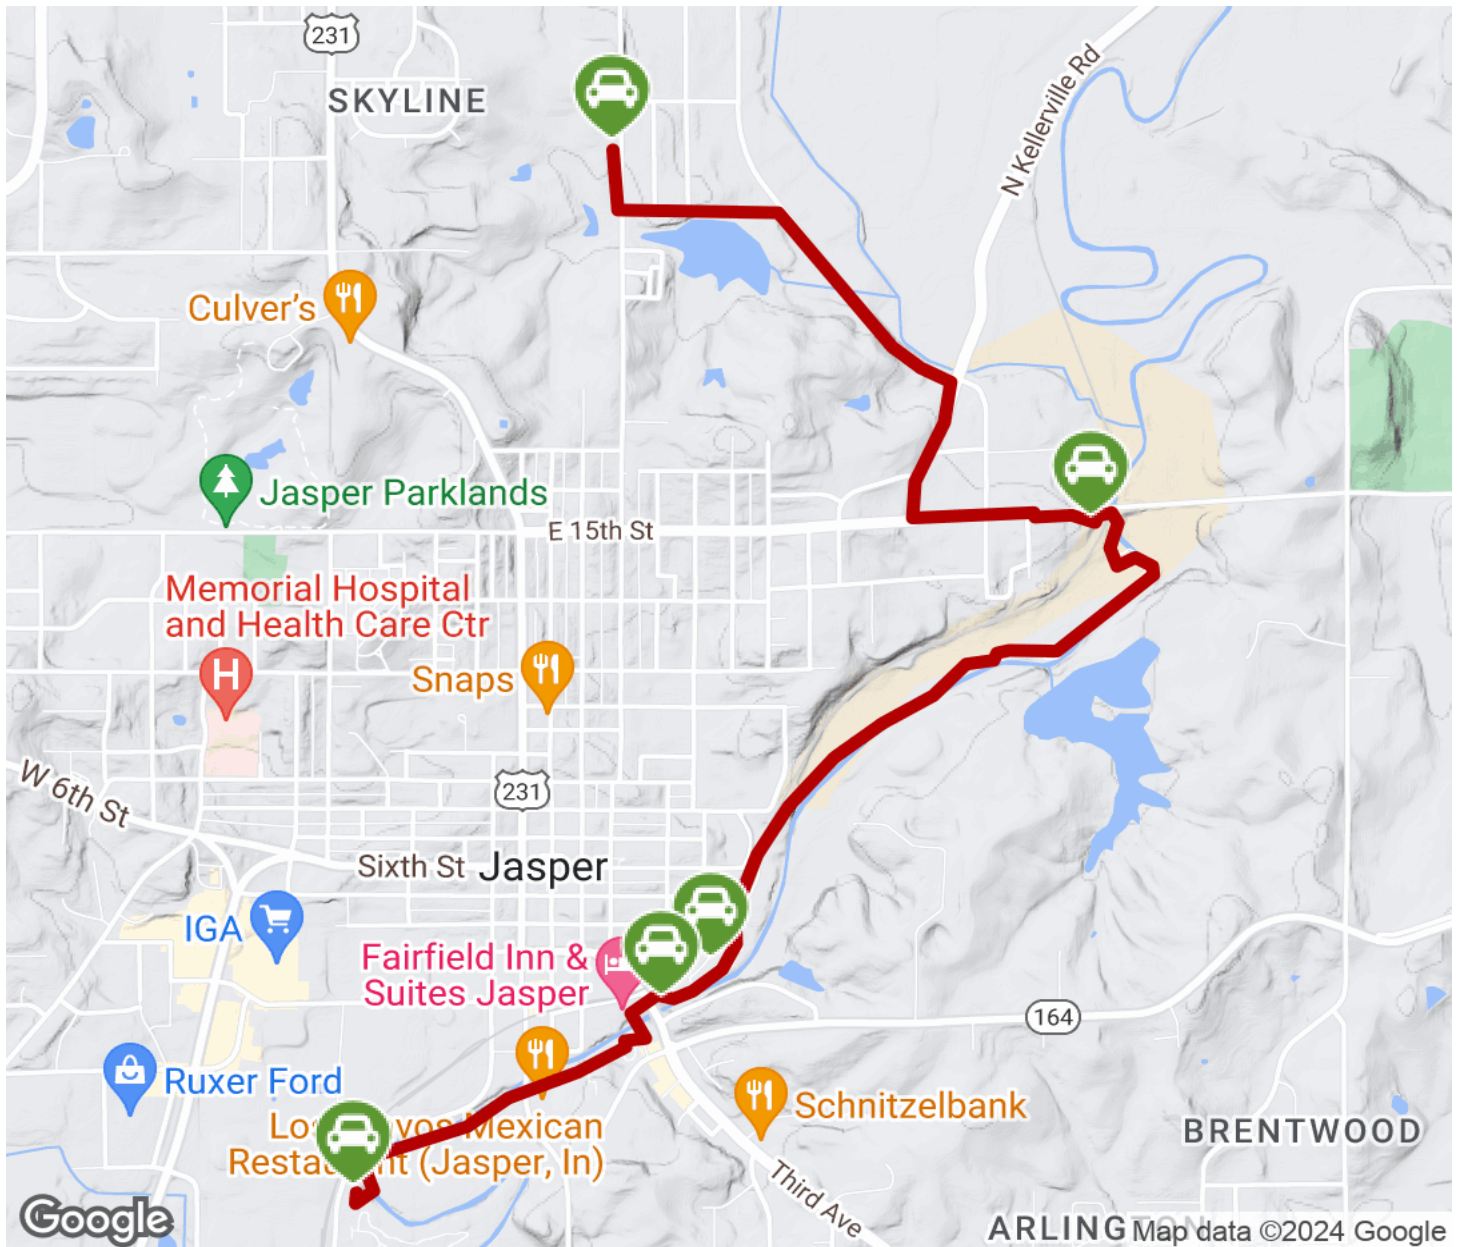 231
SKYLINE
N Kellerville Rd
Culver's
Jasper Parklands
E 15th St
Memorial Hospital
and Health Care Ctr
H
Snaps
W 6th St
231
Sixth St
Jasper
IGA
Fairfield Inn &
Suites Jasper
164
Ruxer Ford
Schnitzelbank
Mexican
(Jasper, In)
BRENTWOOD
Third Ave
Google
ARLING
Map data ©2024 Google